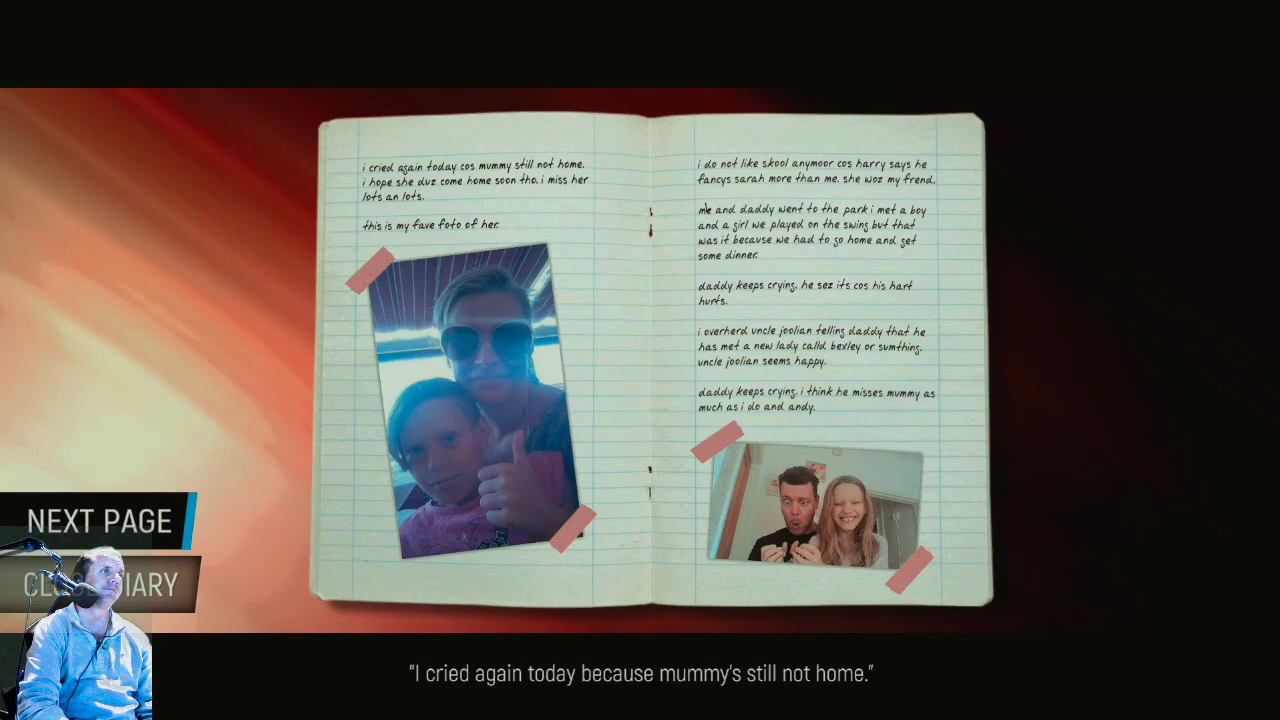 i cried again today cos mummy still not home.
i hope she duz come home soon tho. i miss her
lots an lots.
this is my fave foto of her.
i do not like skool anymoor cos harry says he
fancys sarah more than me. she woz my frend.
me and daddy went to the park i met a boy
and a girl we played on the swing but that
was it because we had to go home and get
some dinner.
daddy keeps crying, he sez its cos his hart
hurts.
i overherd uncle joolian telling daddy that he
has met a new lady calld bexley or sumthing.
uncle joolian seems happy.
daddy keeps crying. i think he misses mummy as
much as i do and andy.
NEXT PAGE
CLOSE DIARY
"I cried again today because mummy's still not home."